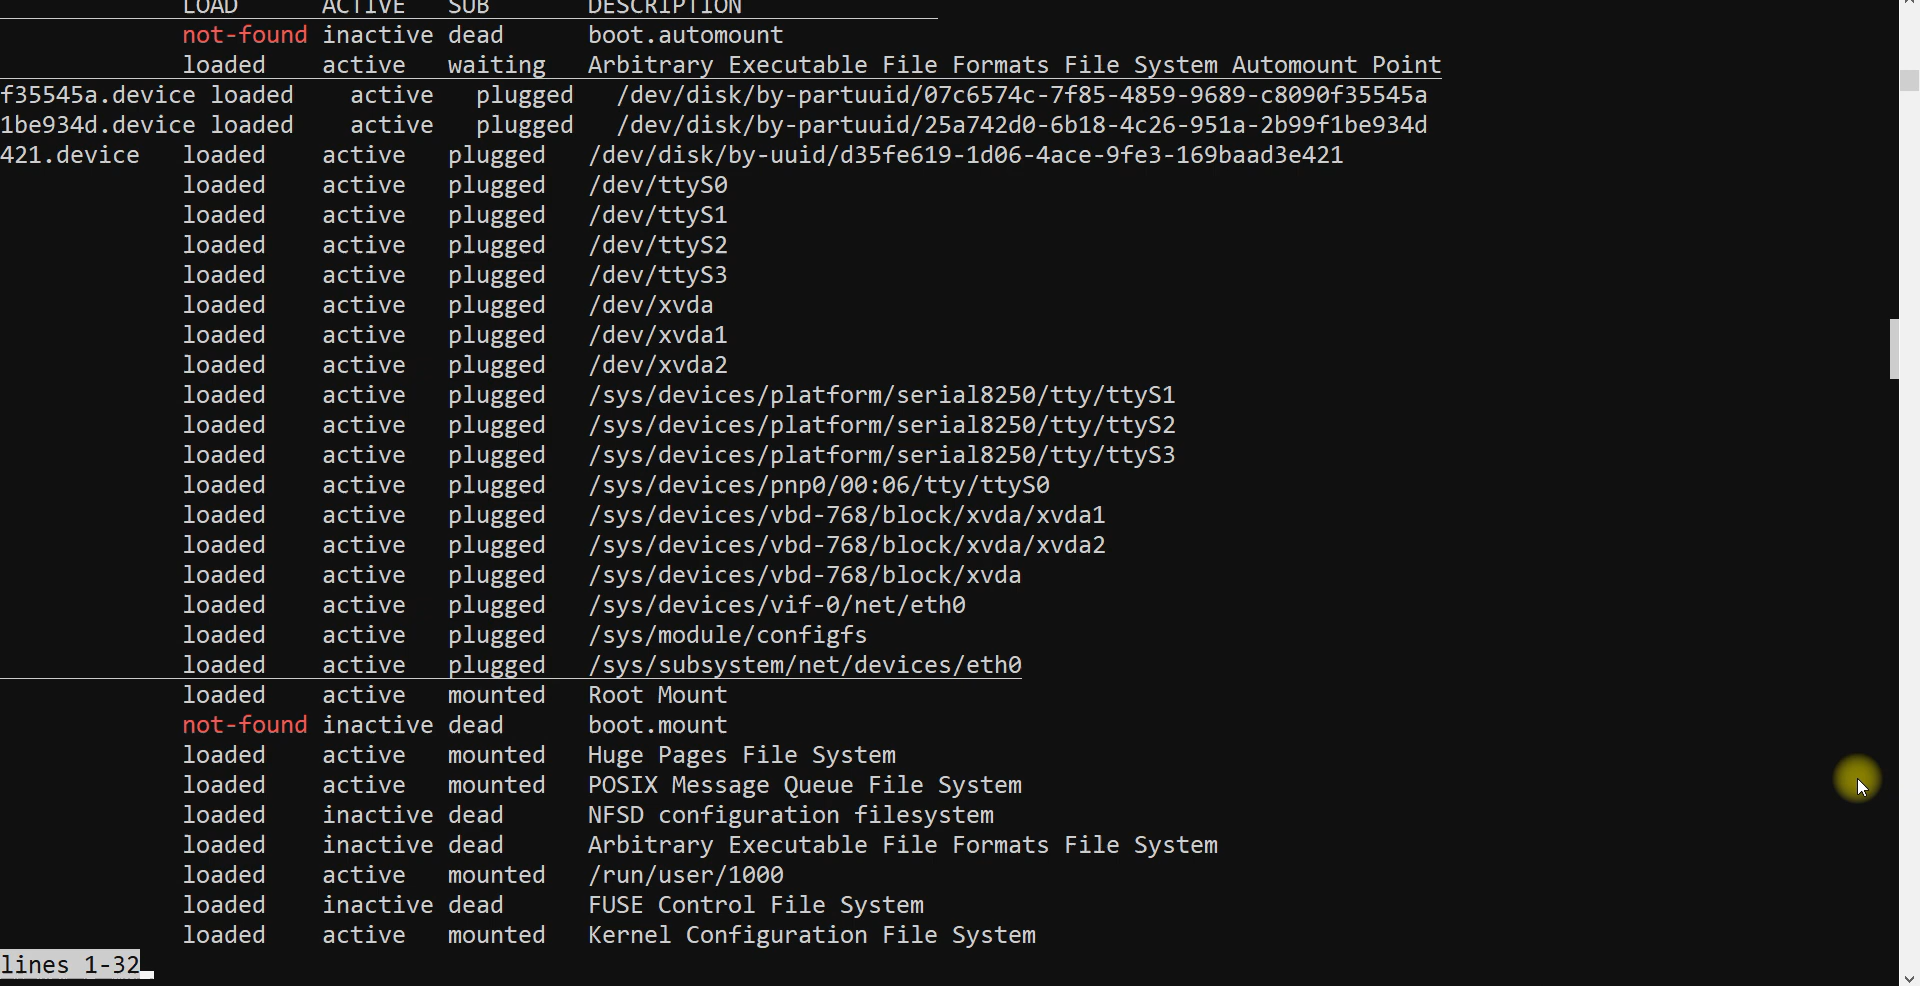 LOAD ACTIVE SUB DESCRIPTION
not-found inactive dead boot.automount
loaded active waiting Arbitrary Executable File Formats File System Automount Point
f35545a.device loaded active plugged /dev/disk/by-partuuid/07c6574c-7f85-4859-9689-c8090f35545a
1be934d.device loaded active plugged /dev/disk/by-partuuid/25a742d0-6b18-4c26-951a-2b99f1be934d
421.device loaded active plugged /dev/disk/by-uuid/d35fe619-1d06-4ace-9fe3-169baad3e421
loaded active plugged /dev/ttyS0
loaded active plugged /dev/ttyS1
loaded active plugged /dev/ttyS2
loaded active plugged /dev/ttyS3
loaded active plugged /dev/xvda
loaded active plugged /dev/xvda1
loaded active plugged /dev/xvda2
loaded active plugged /sys/devices/platform/serial8250/tty/ttyS1
loaded active plugged /sys/devices/platform/serial8250/tty/ttyS2
loaded active plugged /sys/devices/platform/serial8250/tty/ttyS3
loaded active plugged /sys/devices/pnp0/00:06/tty/ttyS0
loaded active plugged /sys/devices/vbd-768/block/xvda/xvda1
loaded active plugged /sys/devices/vbd-768/block/xvda/xvda2
loaded active plugged /sys/devices/vbd-768/block/xvda
loaded active plugged /sys/devices/vif-0/net/eth0
loaded active plugged /sys/module/configfs
loaded active plugged /sys/subsystem/net/devices/eth0
loaded active mounted Root Mount
not-found inactive dead boot.mount
loaded active mounted Huge Pages File System
loaded active mounted POSIX Message Queue File System
loaded inactive dead NFSD configuration filesystem
loaded inactive dead Arbitrary Executable File Formats File System
loaded active mounted /run/user/1000
loaded inactive dead FUSE Control File System
loaded active mounted Kernel Configuration File System
lines 1-32